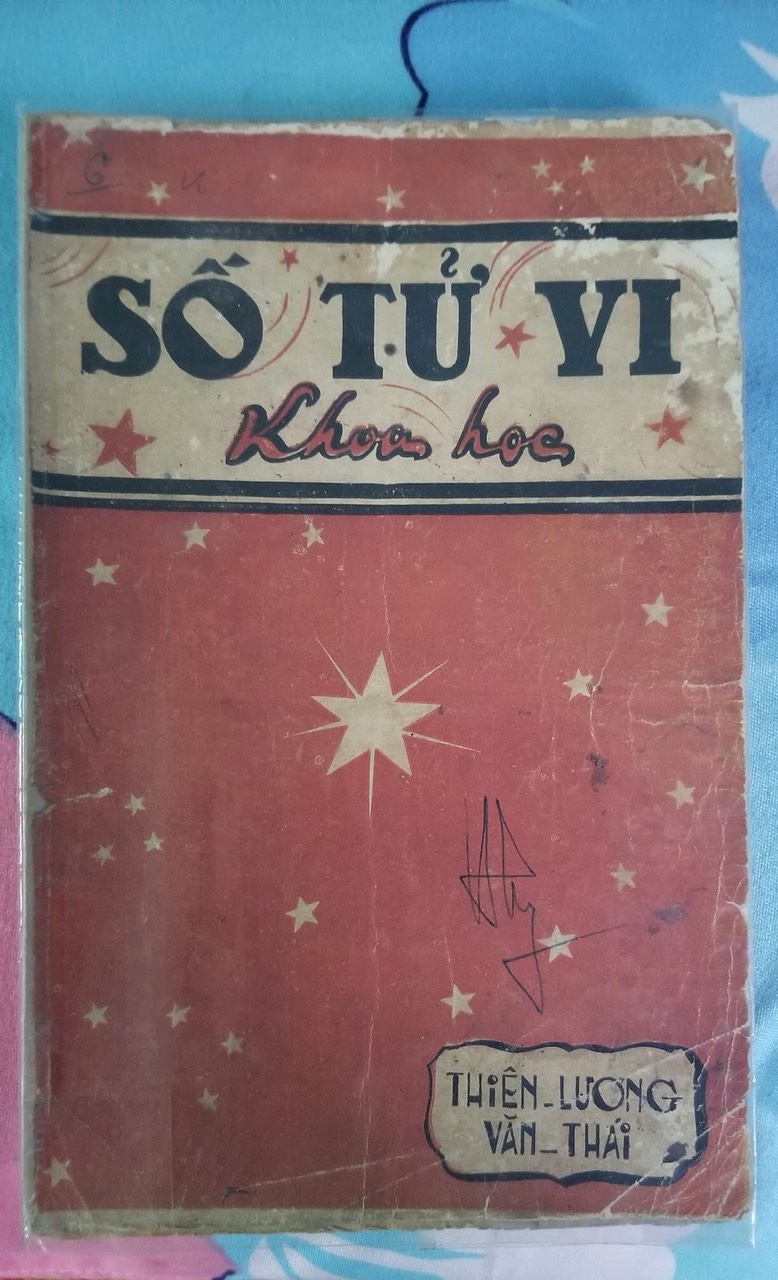 SỐ TỬ VI
Khoa học
THIÊN_LƯƠNG
VĂN_THÁI